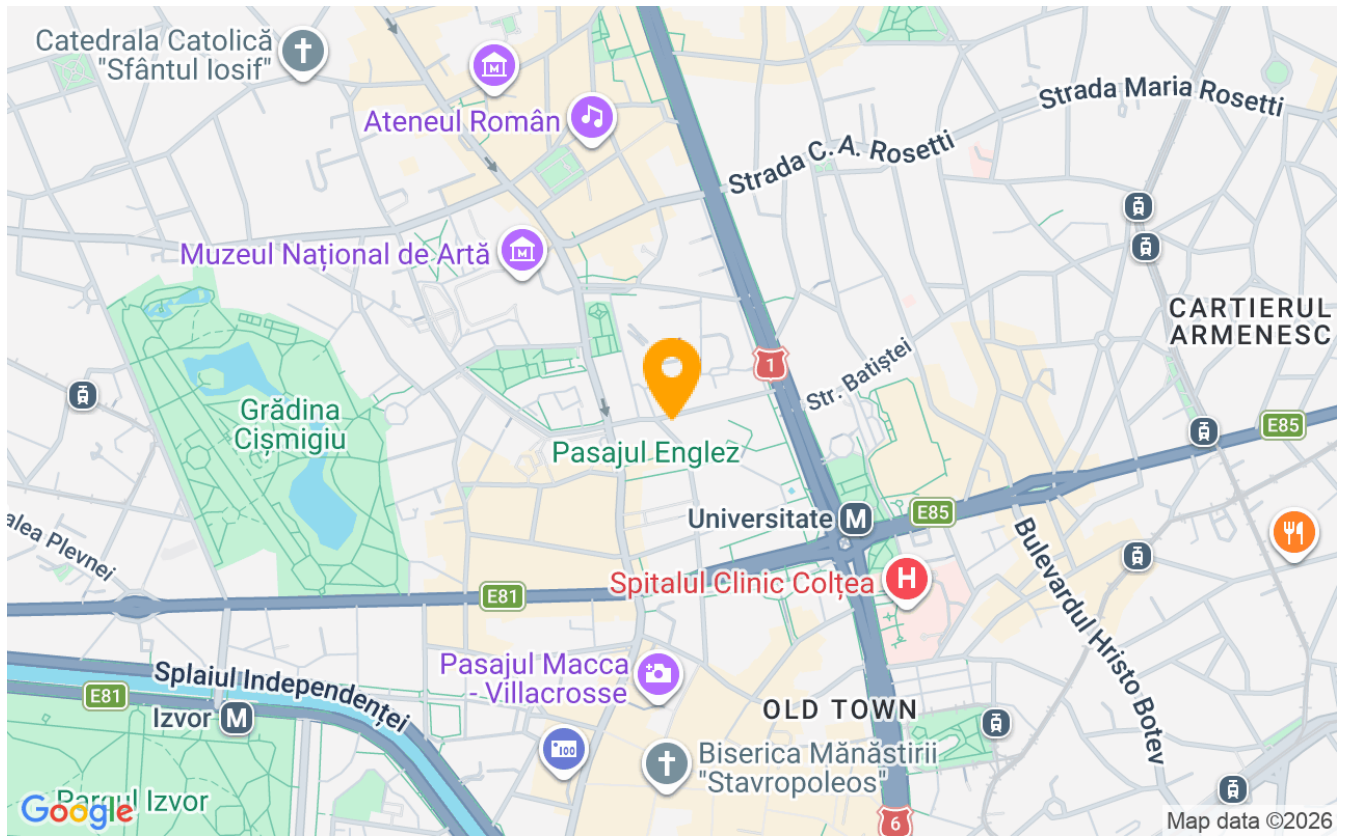 Catedrala Catolică
"Sfântul Iosif"
Ateneul Român
Strada Maria Rosetti
Strada C. A. Rosetti
Muzeul Național de Artă
CARTIERUL
ARMENESC
1
Str. Batiștei
Grădina
Cișmigiu
E85
Pasajul Englez
Universitate M
E85
alea Plevnei
E81
Spitalul Clinic Colțea H
Bulevardul Hristo Botev
Splaiul Independenței
Pasajul Macca
- Villacrosse
E81
Izvor M
OLD TOWN
100
Biserica Mănăstirii
"Stavropoleos"
Parcul Izvor
Google
6
Map data ©2026